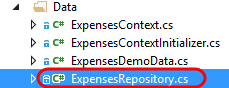 Data
C# ExpensesContext.cs
C# ExpensesContextInitializer.cs
C# ExpensesDemoData.cs
C# ExpensesRepository.cs